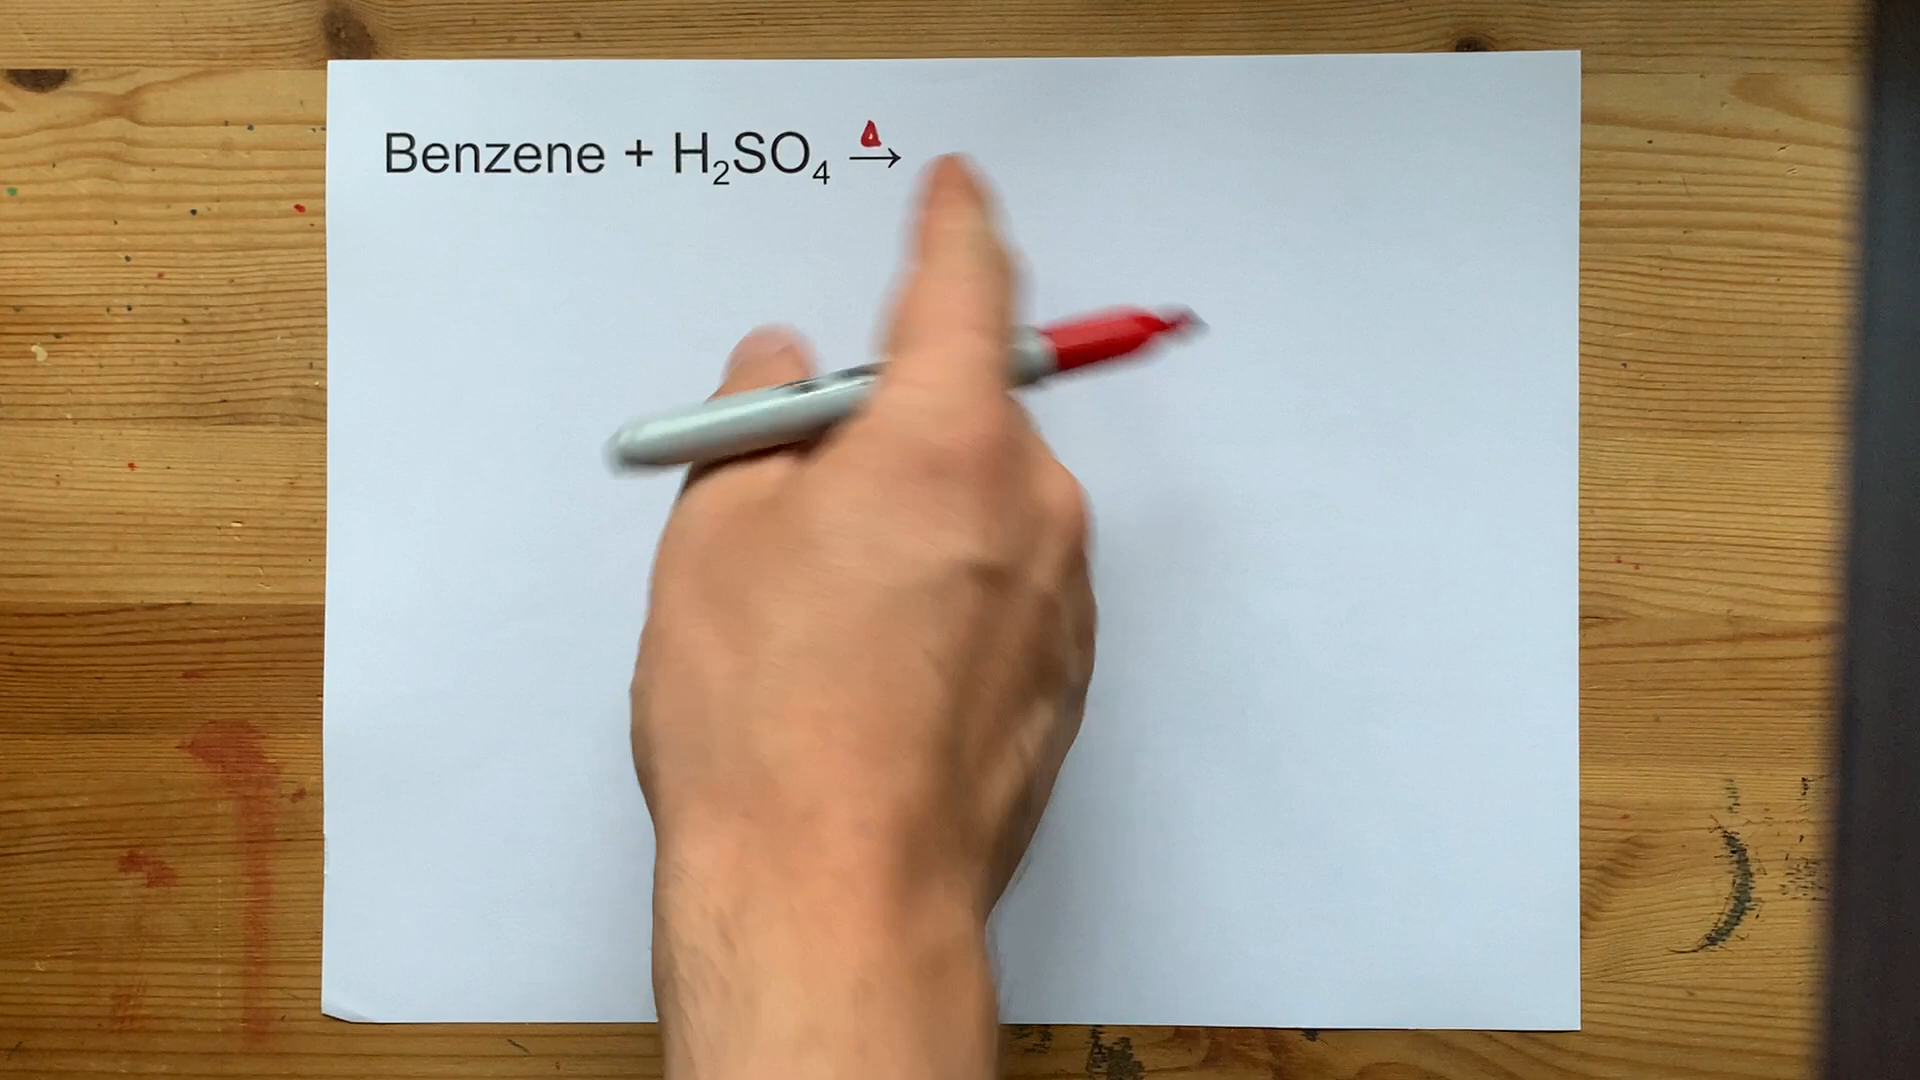 Benzene + H₂SO₄ →
Δ